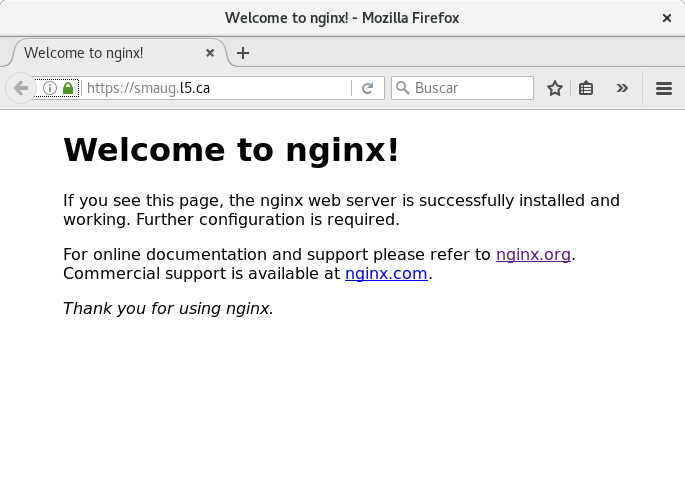 Welcome to nginx! - Mozilla Firefox
Welcome to nginx!
https://smaug.l5.ca
Buscar
Welcome to nginx!
If you see this page, the nginx web server is successfully installed and
working. Further configuration is required.
For online documentation and support please refer to nginx.org.
Commercial support is available at nginx.com.
Thank you for using nginx.